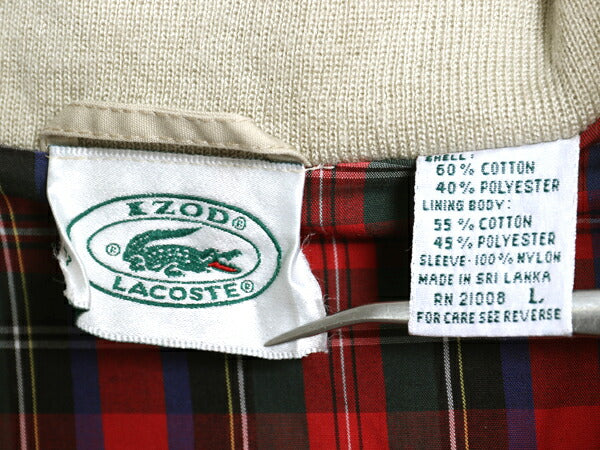 IZOD®
® LACOSTE®
SHELL:
60% COTTON
40% POLYESTER
LINING BODY:
55% COTTON
45% POLYESTER
SLEEVE-100% NYLON
MADE IN SRI LANKA
RN 21008 L
FOR CARE SEE REVERSE